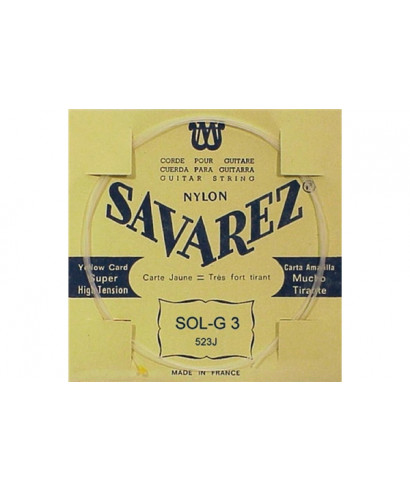 CORDE POUR GUITARE
CUERDA PARA GUITARRA
GUITAR STRING
NYLON
SAVAREZ®
Yellow Card
Super
High Tension
Carte Jaune = Très fort tirant
Carta Amarilla
Mucho
Tirante
SOL-G 3
523J
MADE IN FRANCE